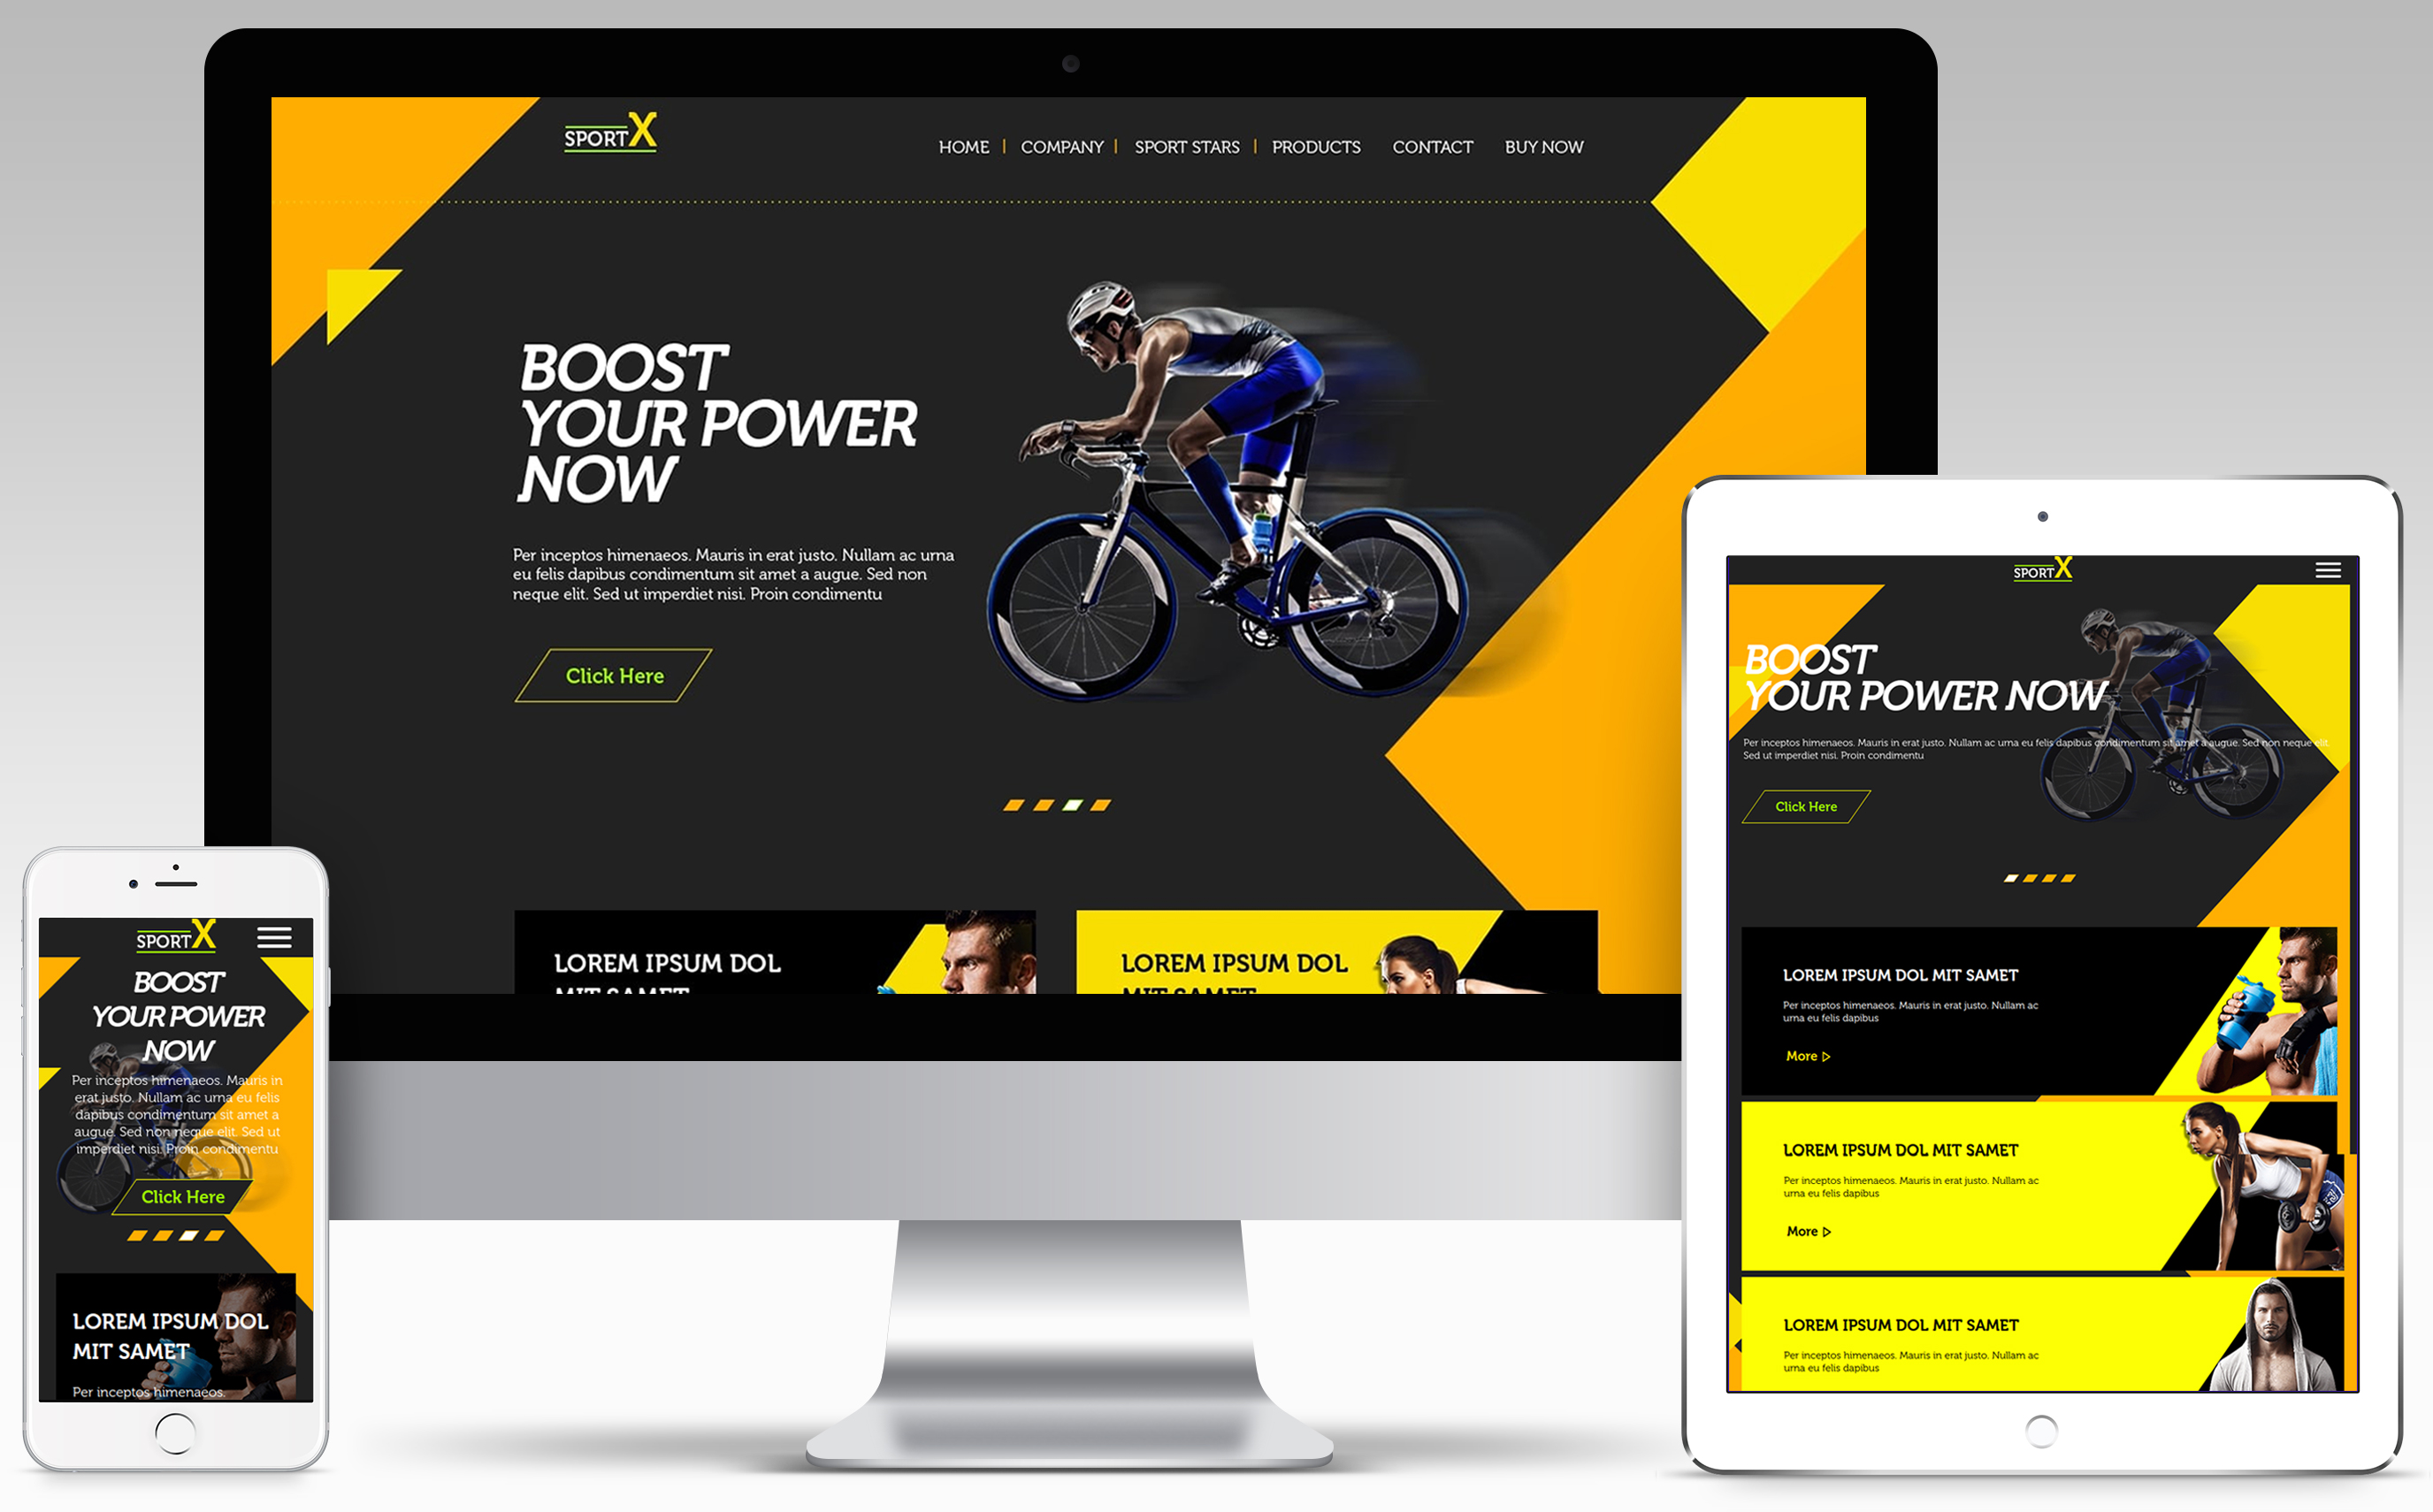 SPORTX
HOME | COMPANY | SPORT STARS | PRODUCTS CONTACT BUY NOW
BOOST
YOUR POWER
NOW
Per inceptos himenaeos. Mauris in erat justo. Nullam ac urna
eu felis dapibus condimentum sit amet a augue. Sed non
neque elit. Sed ut imperdiet nisi. Proin condimentu
Click Here
LOREM IPSUM DOL
MIT SAMET
LOREM IPSUM DOL
MIT SAMET
SPORTX
BOOST
YOUR POWER
NOW
Per inceptos himenaeos. Mauris in
erat justo. Nullam ac urna eu felis
dapibus condimentum sit amet a
augue. Sed non neque elit. Sed ut
imperdiet nisi. Proin condimentu
Click Here
LOREM IPSUM DOL
MIT SAMET
Per inceptos himenaeos.
SPORTX
BOOST
YOUR POWER NOW
Per inceptos himenaeos. Mauris in erat justo. Nullam ac urna eu felis dapibus condimentum sit amet a augue. Sed non neque elit.
Sed ut imperdiet nisi. Proin condimentu
Click Here
LOREM IPSUM DOL MIT SAMET
Per inceptos himenaeos. Mauris in erat justo. Nullam ac
urna eu felis dapibus
More
LOREM IPSUM DOL MIT SAMET
Per inceptos himenaeos. Mauris in erat justo. Nullam ac
urna eu felis dapibus
More
LOREM IPSUM DOL MIT SAMET
Per inceptos himenaeos. Mauris in erat justo. Nullam ac
urna eu felis dapibus